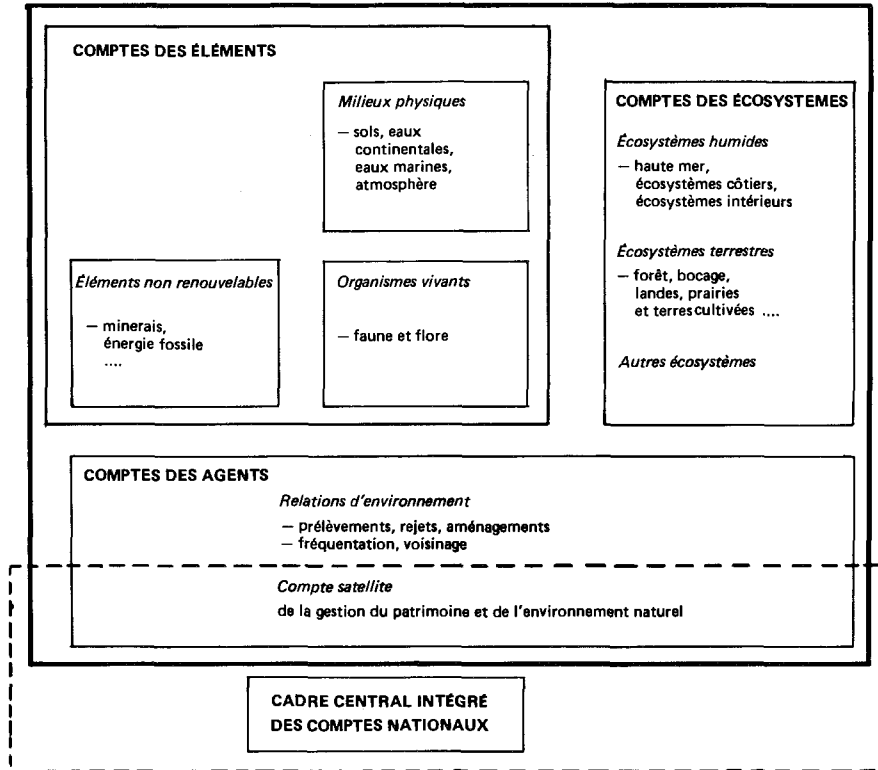 COMPTES DES ÉLÉMENTS
Milieux physiques
— sols, eaux
continentales,
eaux marines,
atmosphère
Éléments non renouvelables
— minerais,
énergie fossile
....
Organismes vivants
— faune et flore
COMPTES DES ÉCOSYSTEMES
Écosystèmes humides
— haute mer,
écosystèmes côtiers,
écosystèmes intérieurs
Écosystèmes terrestres
— forêt, bocage,
landes, prairies
et terres cultivées ....
Autres écosystèmes
COMPTES DES AGENTS
Relations d'environnement
— prélèvements, rejets, aménagements
— fréquentation, voisinage
Compte satellite
de la gestion du patrimoine et de l'environnement naturel
CADRE CENTRAL INTÉGRÉ
DES COMPTES NATIONAUX